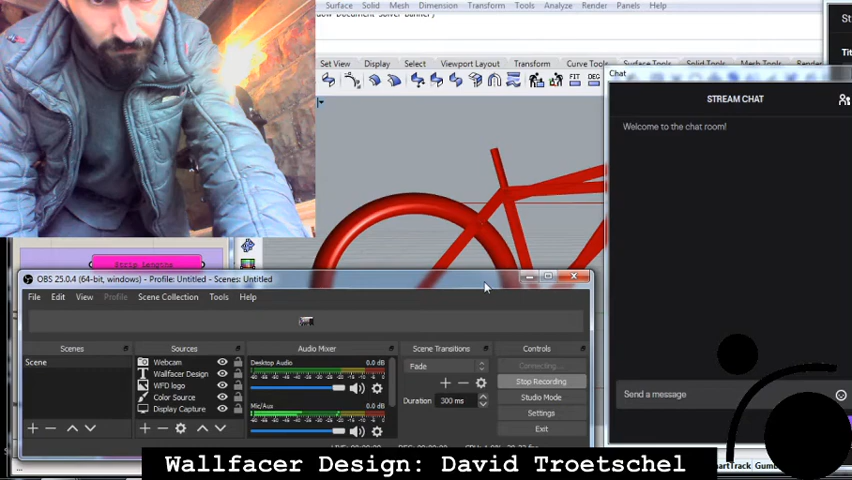 Surface Solid Mesh Dimension Transform Tools Analyze Render Panels Help
Set View Display Select Viewport Layout Transform Curve Tools Surface Tools Solid Tools Mesh Tools
FIT DEG
Chat
STREAM CHAT
Welcome to the chat room!
Strip Lengths
OBS 25.0.4 (64-bit, windows) - Profile: Untitled - Scenes: Untitled
File Edit View Profile Scene Collection Tools Help
Scenes Sources Audio Mixer Scene Transitions Controls
Scene
Webcam
Wallfacer Design
WFD logo
Color Source
Display Capture
Desktop Audio 0.0 dB
Mic/Aux 0.0 dB
Fade
Duration 300 ms
Connecting...
Stop Recording
Studio Mode
Settings
Exit
Send a message
Wallfacer Design: David Troetschel